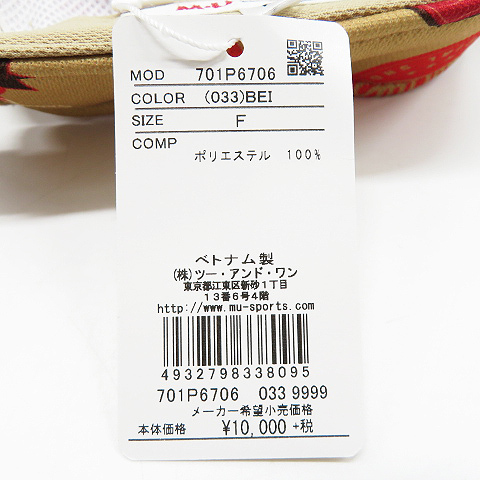 MOD 701P6706
COLOR (033)BEI
SIZE F
COMP
ポリエステル 100%
ベトナム製
(株)ツー・アンド・ワン
東京都江東区新砂1丁目
13番6号4階
http://www.mu-sports.com
4932798338095
701P6706 033 9999
メーカー希望小売価格
本体価格 ¥10,000 +税